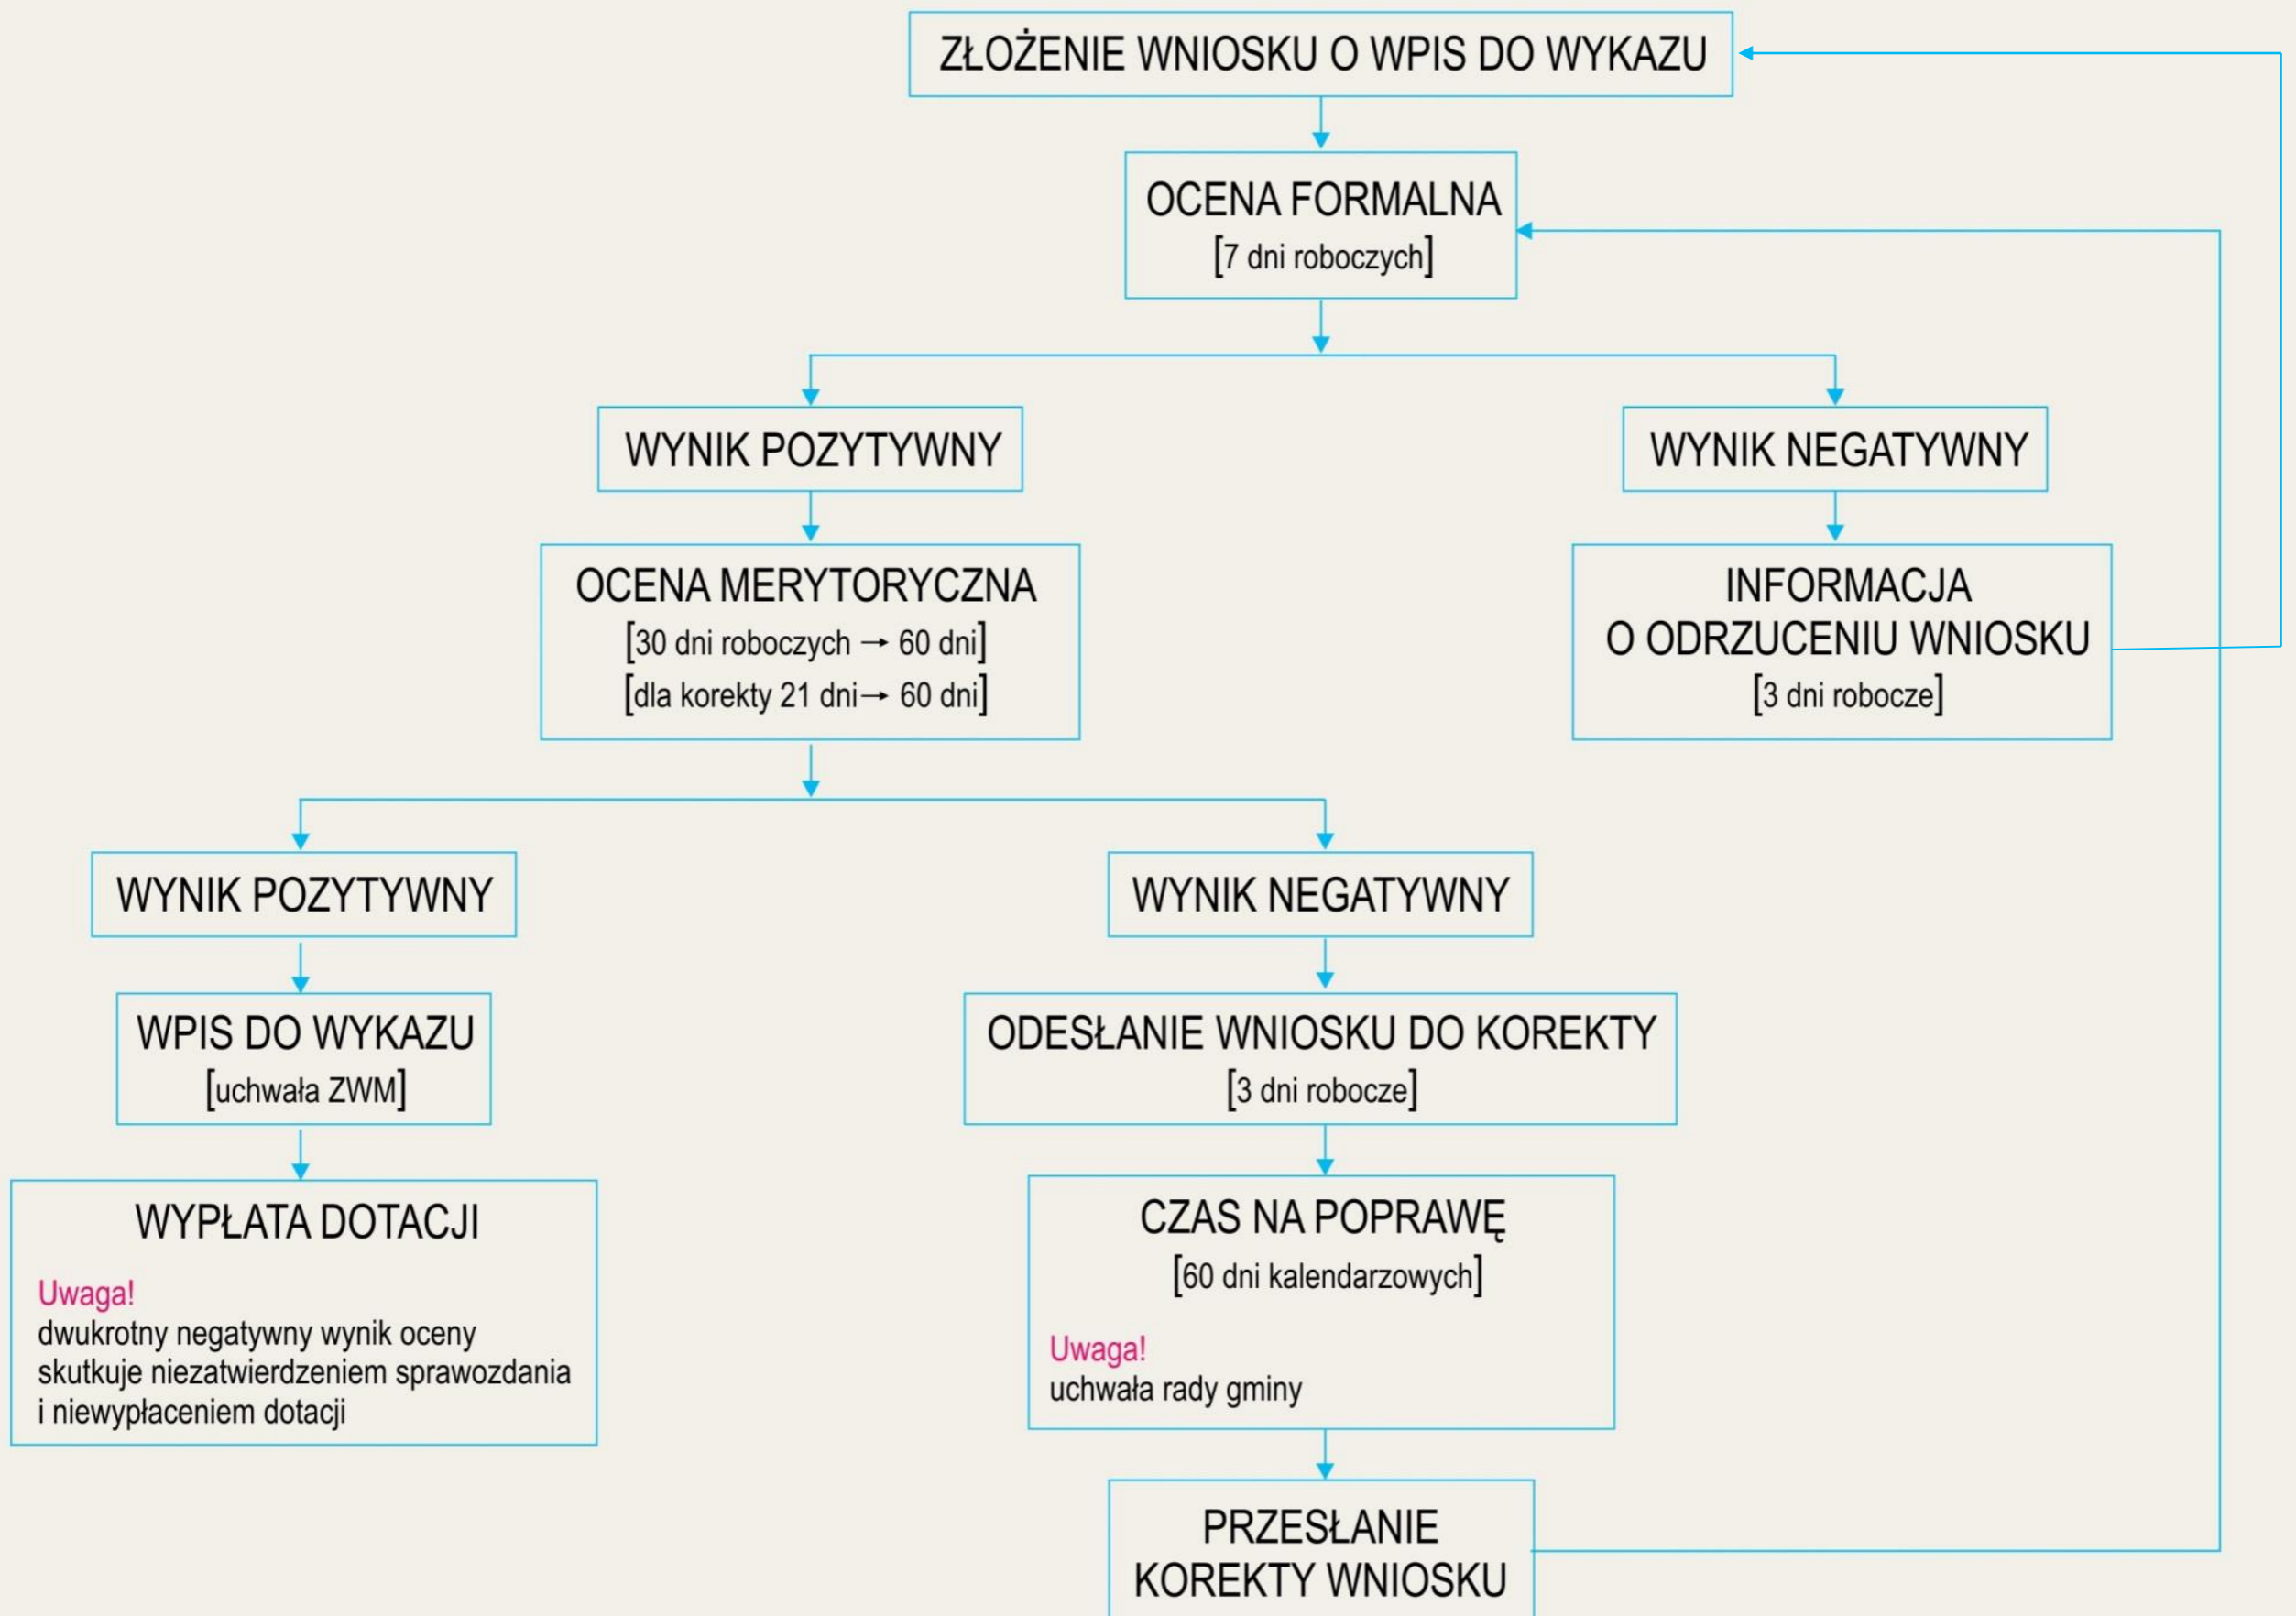 ZŁOŻENIE WNIOSKU O WPIS DO WYKAZU
OCENA FORMALNA
[7 dni roboczych]
WYNIK POZYTYWNY
WYNIK NEGATYWNY
OCENA MERYTORYCZNA
[30 dni roboczych → 60 dni]
[dla korekty 21 dni→ 60 dni]
INFORMACJA
O ODRZUCENIU WNIOSKU
[3 dni robocze]
WYNIK POZYTYWNY
WYNIK NEGATYWNY
WPIS DO WYKAZU
[uchwała ZWM]
ODESŁANIE WNIOSKU DO KOREKTY
[3 dni robocze]
WYPŁATA DOTACJI
Uwaga!
dwukrotny negatywny wynik oceny
skutkuje niezatwierdzeniem sprawozdania
i niewypłaceniem dotacji
CZAS NA POPRAWĘ
[60 dni kalendarzowych]
Uwaga!
uchwała rady gminy
PRZESŁANIE
KOREKTY WNIOSKU